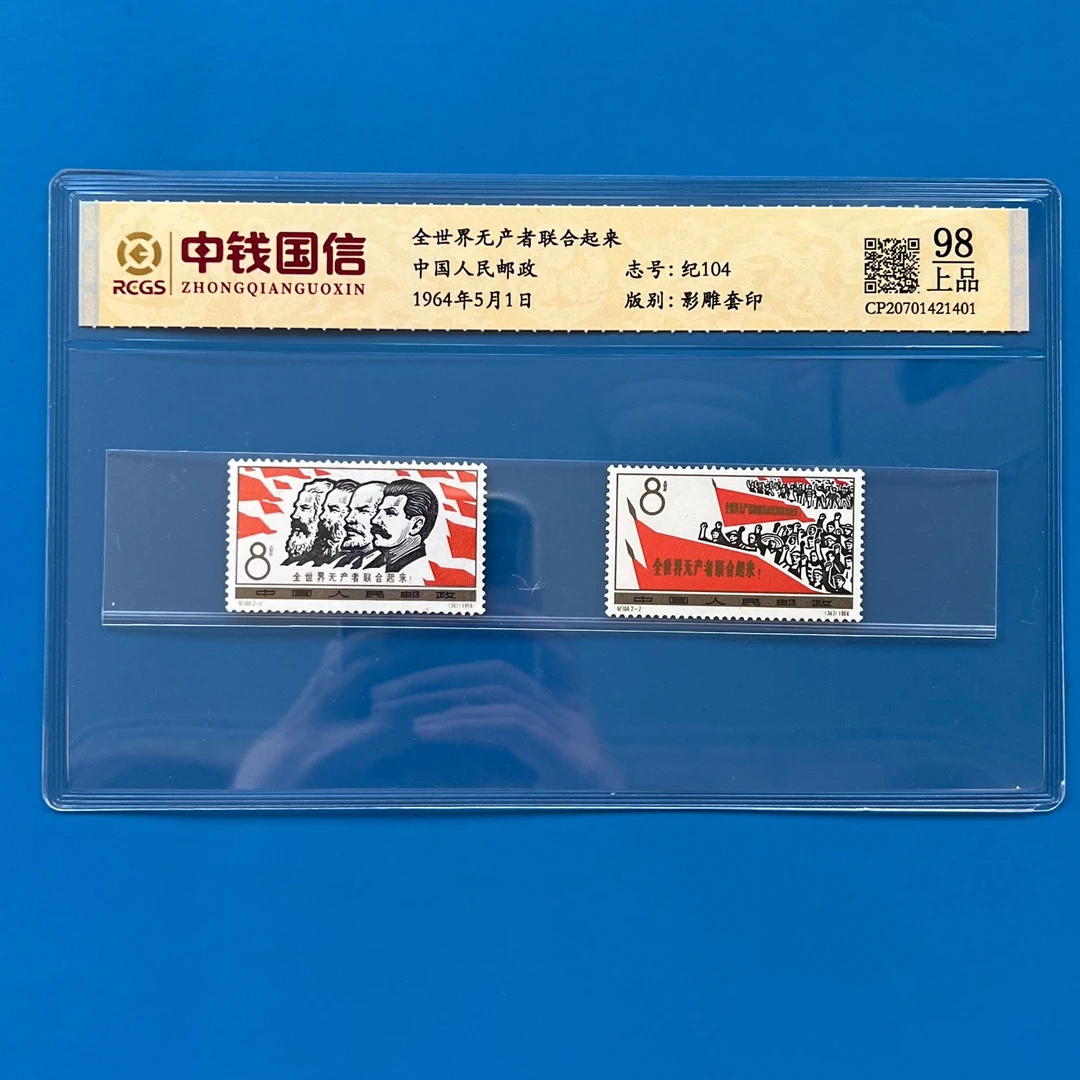 RCGS
中钱国信
ZHONGQIANGUOXIN
全世界无产者联合起来
中国人民邮政
志号: 纪104
1964年5月1日
版别: 影雕套印
98
上品
CP20701421401
8
全世界无产者联合起来!
中国人民邮政
8
全世界无产者联合起来!
中国人民邮政